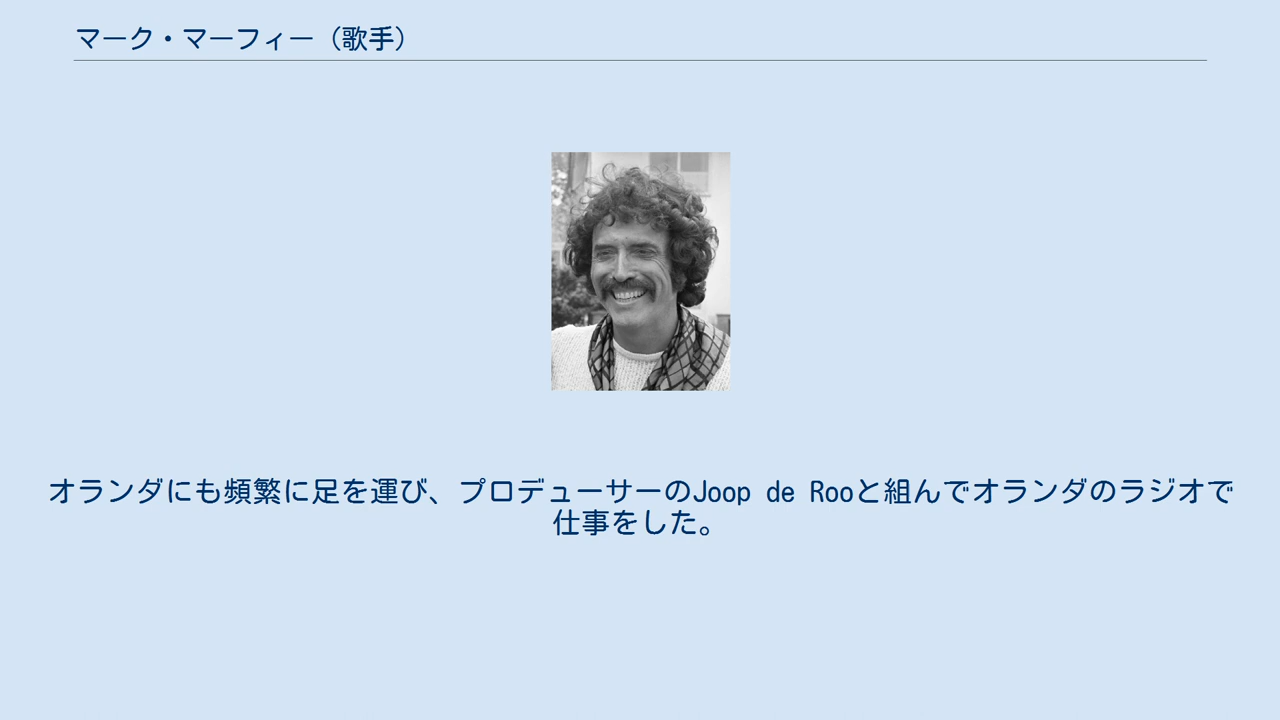 マーク・マーフィー（歌手）
オランダにも頻繁に足を運び、プロデューサーのJoop de Rooと組んでオランダのラジオで
仕事をした。